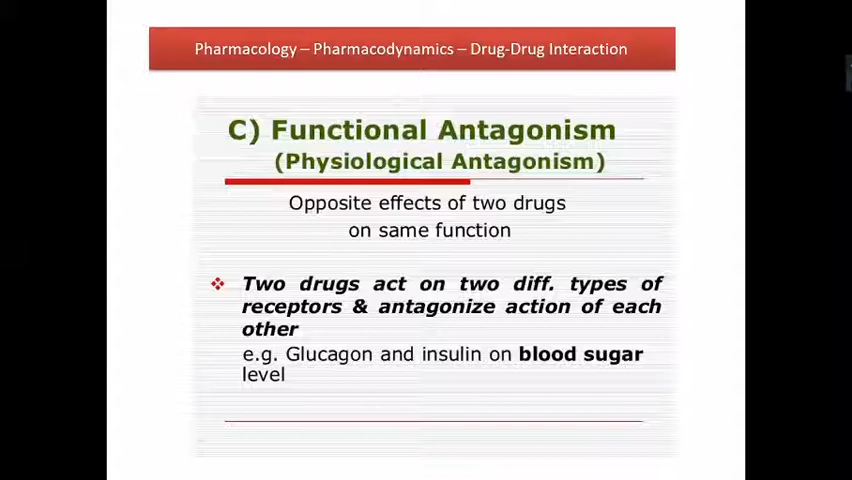 Pharmacology – Pharmacodynamics – Drug-Drug Interaction
C) Functional Antagonism
(Physiological Antagonism)
Opposite effects of two drugs
on same function
❖ Two drugs act on two diff. types of
receptors & antagonize action of each
other
e.g. Glucagon and insulin on blood sugar
level